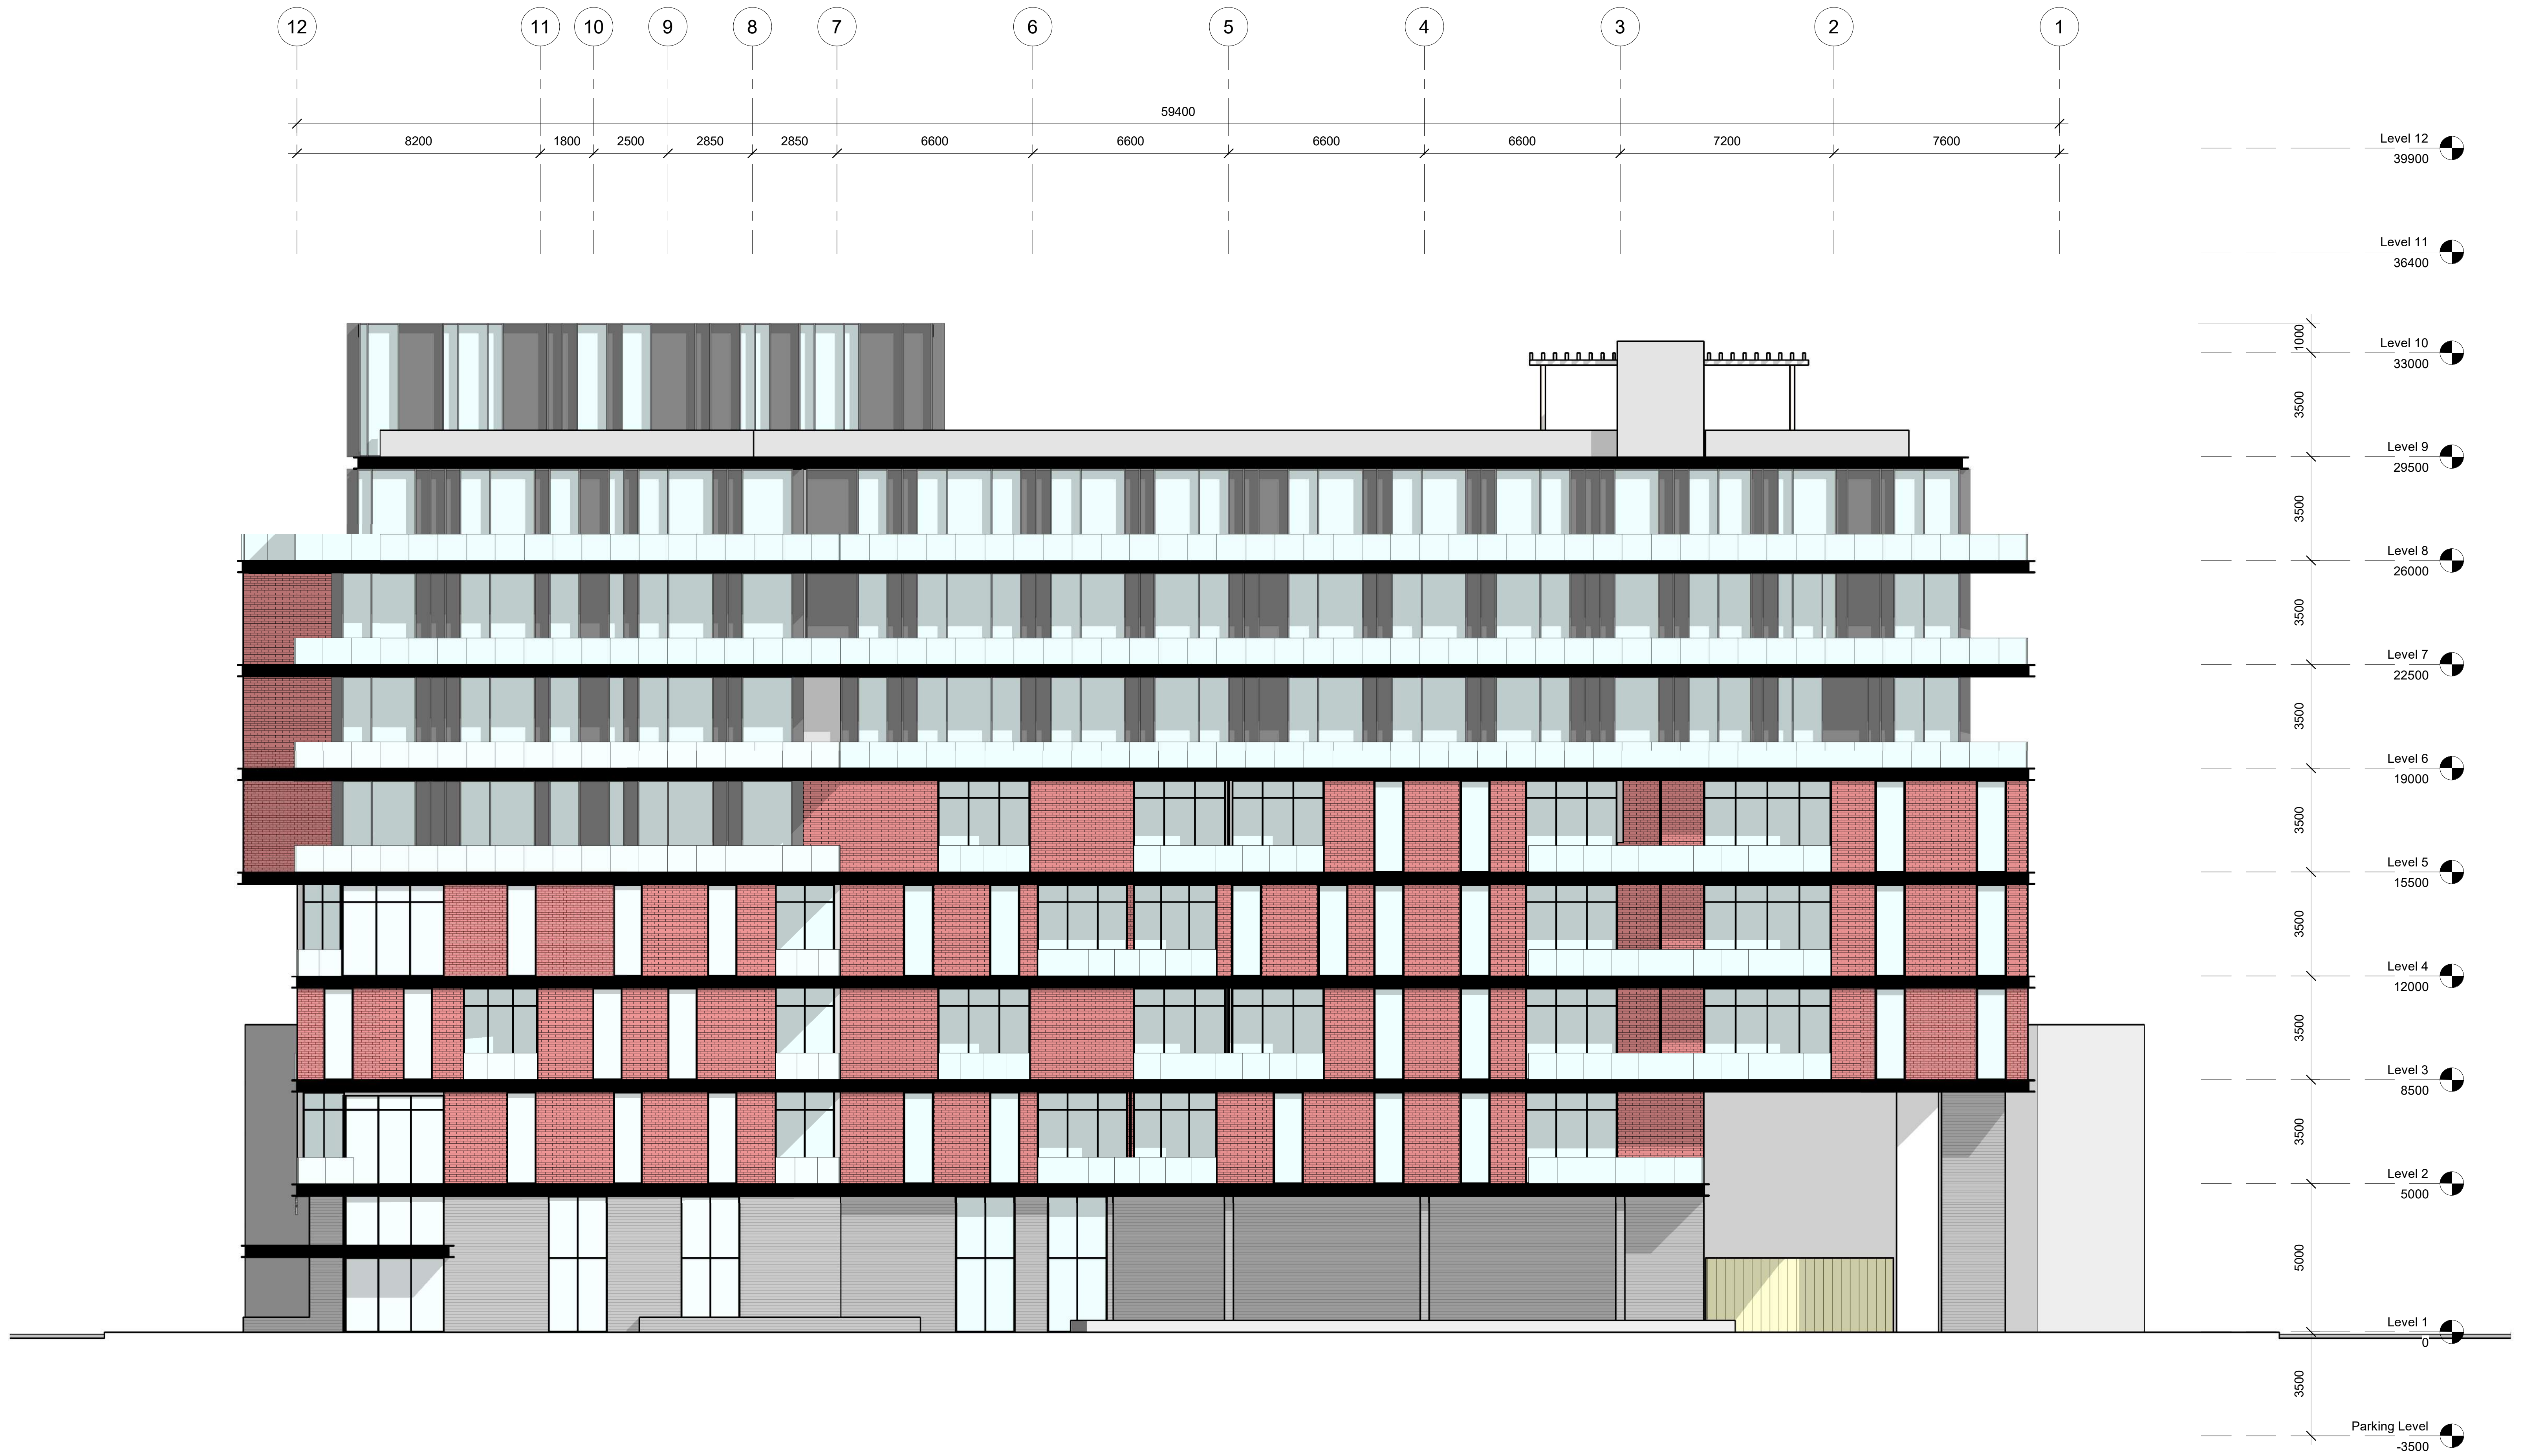 12 11 10 9 8 7 6 5 4 3 2 1
59400
8200 1800 2500 2850 2850 6600 6600 6600 6600 7200 7600
Level 12
39900
Level 11
36400
1000
Level 10
33000
3500
Level 9
29500
3500
Level 8
26000
3500
Level 7
22500
3500
Level 6
19000
3500
Level 5
15500
3500
Level 4
12000
3500
Level 3
8500
3500
Level 2
5000
5000
Level 1
0
3500
Parking Level
-3500